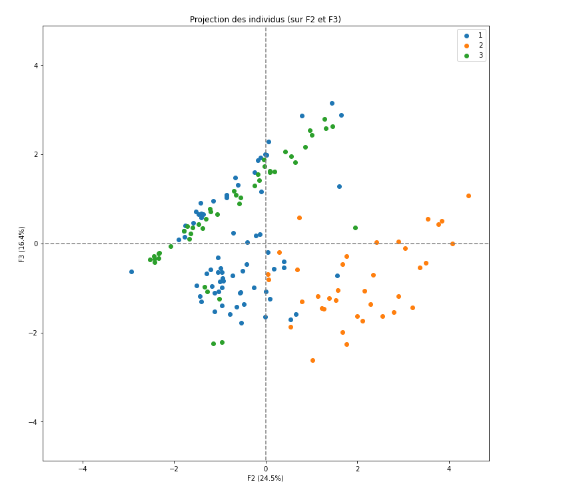 Projection des individus (sur F2 et F3)
1
2
3
4
2
0
−2
−4
F3 (16.4%)
−4 −2 0 2 4
F2 (24.5%)